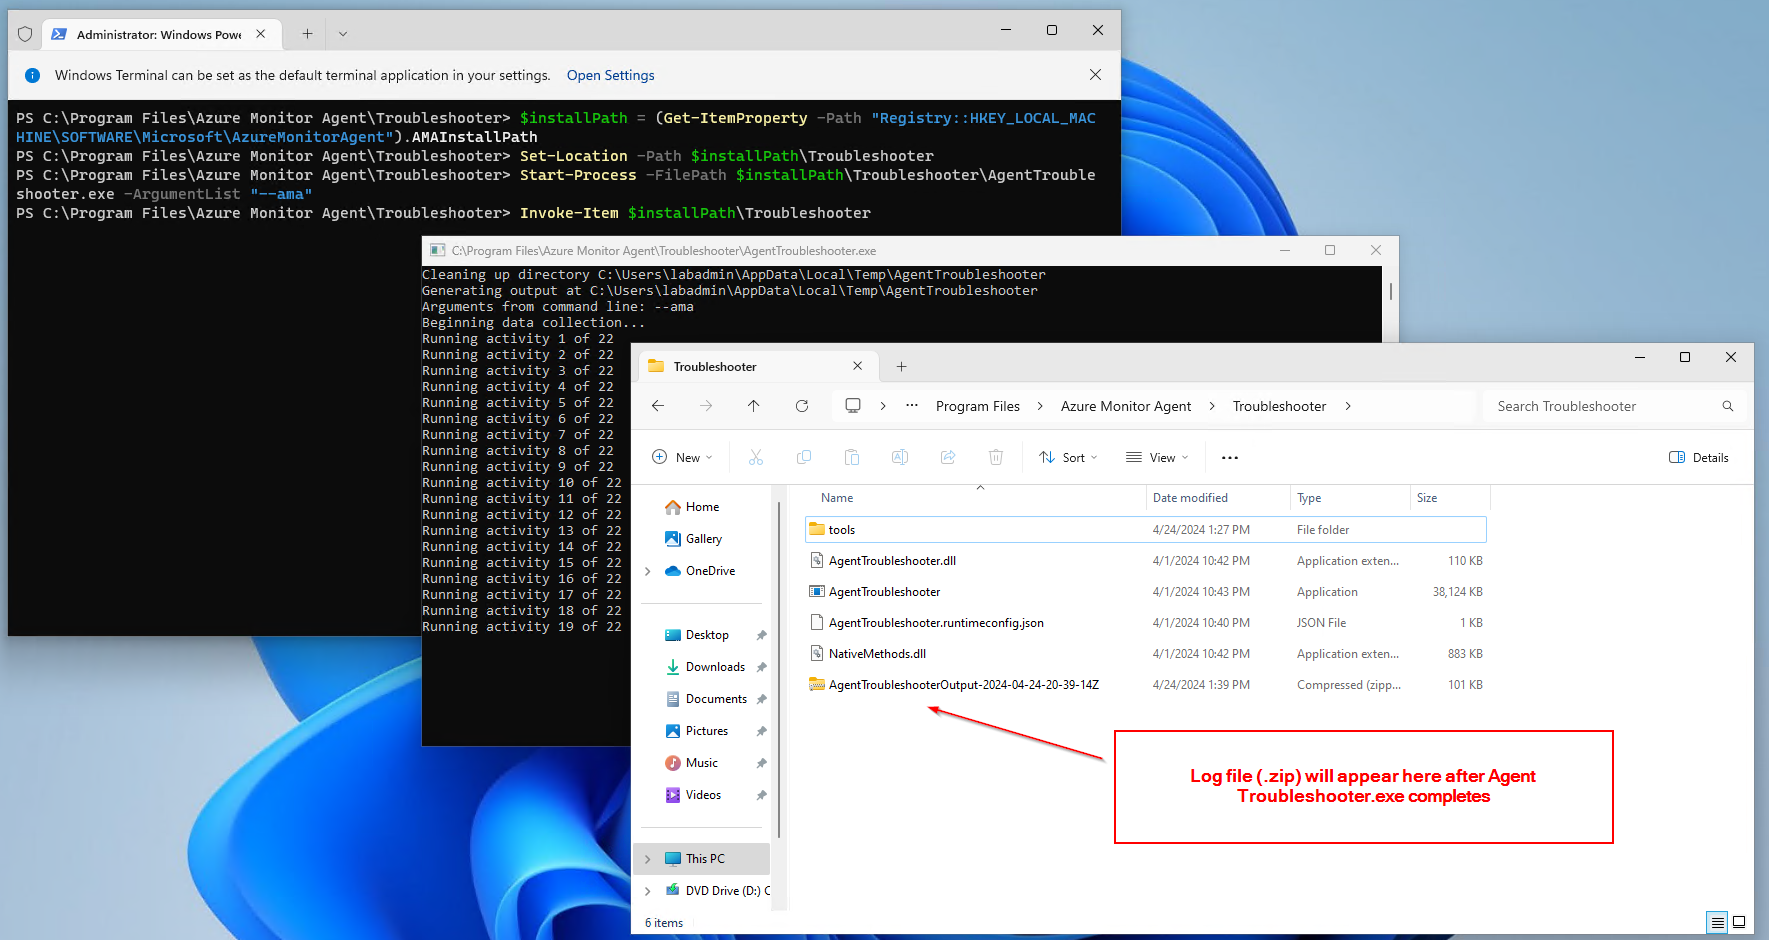 Administrator: Windows Powe
Windows Terminal can be set as the default terminal application in your settings. Open Settings
PS C:\Program Files\Azure Monitor Agent\Troubleshooter> $installPath = (Get-ItemProperty -Path "Registry::HKEY_LOCAL_MAC
HINE\SOFTWARE\Microsoft\AzureMonitorAgent").AMAInstallPath
PS C:\Program Files\Azure Monitor Agent\Troubleshooter> Set-Location -Path $installPath\Troubleshooter
PS C:\Program Files\Azure Monitor Agent\Troubleshooter> Start-Process -FilePath $installPath\Troubleshooter\AgentTrouble
shooter.exe -ArgumentList "--ama"
PS C:\Program Files\Azure Monitor Agent\Troubleshooter> Invoke-Item $installPath\Troubleshooter
C:\Program Files\Azure Monitor Agent\Troubleshooter\AgentTroubleshooter.exe
Cleaning up directory C:\Users\labadmin\AppData\Local\Temp\AgentTroubleshooter
Generating output at C:\Users\labadmin\AppData\Local\Temp\AgentTroubleshooter
Arguments from command line: --ama
Beginning data collection...
Running activity 1 of 22
Running activity 2 of 22
Running activity 3 of 22
Running activity 4 of 22
Running activity 5 of 22
Running activity 6 of 22
Running activity 7 of 22
Running activity 8 of 22
Running activity 9 of 22
Running activity 10 of 22
Running activity 11 of 22
Running activity 12 of 22
Running activity 13 of 22
Running activity 14 of 22
Running activity 15 of 22
Running activity 16 of 22
Running activity 17 of 22
Running activity 18 of 22
Running activity 19 of 22
Troubleshooter
Program Files > Azure Monitor Agent > Troubleshooter >
Search Troubleshooter
New Sort View Details
Home
Gallery
OneDrive
Desktop
Downloads
Documents
Pictures
Music
Videos
This PC
DVD Drive (D:) C
Name Date modified Type Size
tools 4/24/2024 1:27 PM File folder
AgentTroubleshooter.dll 4/1/2024 10:42 PM Application exten... 110 KB
AgentTroubleshooter 4/1/2024 10:43 PM Application 38,124 KB
AgentTroubleshooter.runtimeconfig.json 4/1/2024 10:40 PM JSON File 1 KB
NativeMethods.dll 4/1/2024 10:42 PM Application exten... 883 KB
AgentTroubleshooterOutput-2024-04-24-20-39-14Z 4/24/2024 1:39 PM Compressed (zipp... 101 KB
Log file (.zip) will appear here after Agent
Troubleshooter.exe completes
6 items